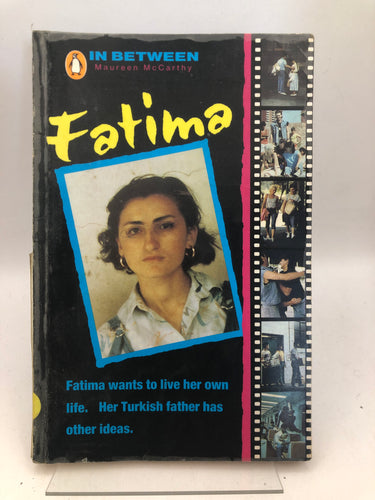 IN BETWEEN
Maureen McCarthy
Fatima
Fatima wants to live her own
life. Her Turkish father has
other ideas.